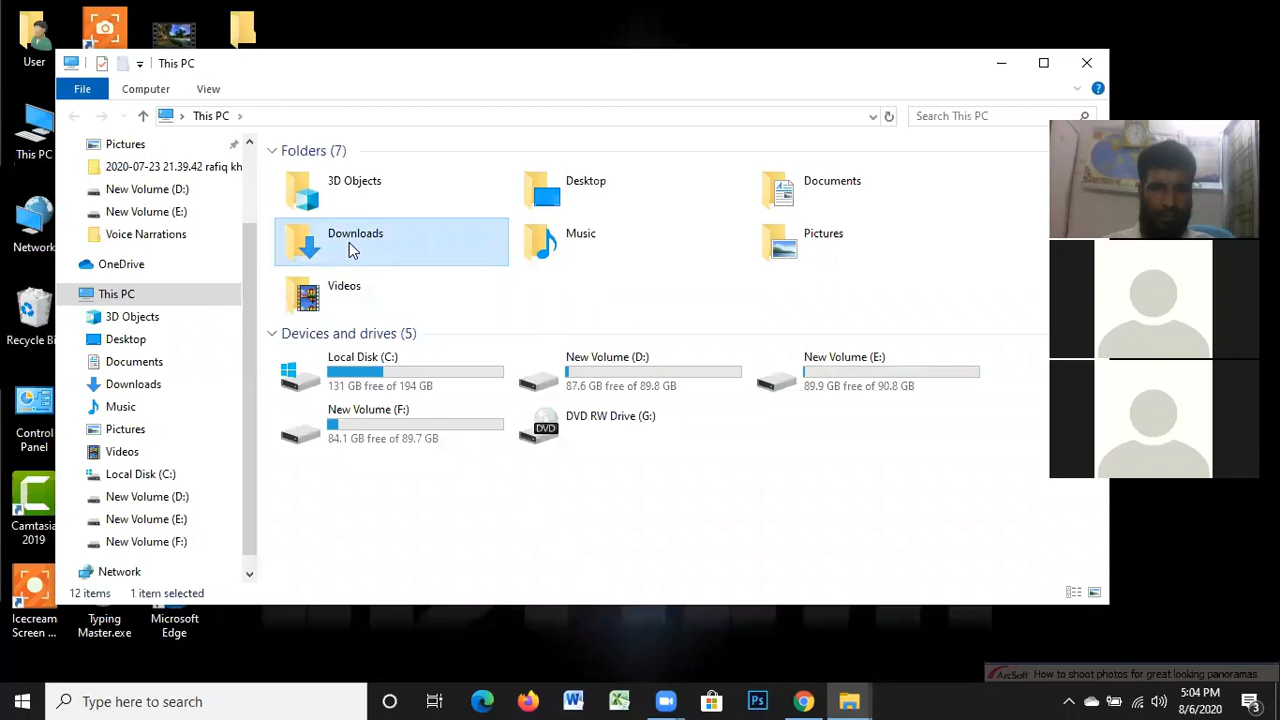 User
This PC
File
Computer
View
This PC
Search This PC
Pictures
2020-07-23 21.39.42 rafiq kh
New Volume (D:)
New Volume (E:)
Voice Narrations
OneDrive
This PC
3D Objects
Desktop
Documents
Downloads
Music
Pictures
Videos
Local Disk (C:)
New Volume (D:)
New Volume (E:)
New Volume (F:)
Network
Folders (7)
3D Objects
Desktop
Documents
Downloads
Music
Pictures
Videos
Devices and drives (5)
Local Disk (C:)
131 GB free of 194 GB
New Volume (D:)
87.6 GB free of 89.8 GB
New Volume (E:)
89.9 GB free of 90.8 GB
New Volume (F:)
84.1 GB free of 89.7 GB
DVD
DVD RW Drive (G:)
12 items
1 item selected
This PC
Network
Recycle Bi
Control
Panel
Camtasia
2019
Icecream
Screen ...
Typing
Master.exe
Microsoft
Edge
ArcSoft
How to shoot photos for great looking panoramas
Type here to search
W
Ps
5:04 PM
8/6/2020
3